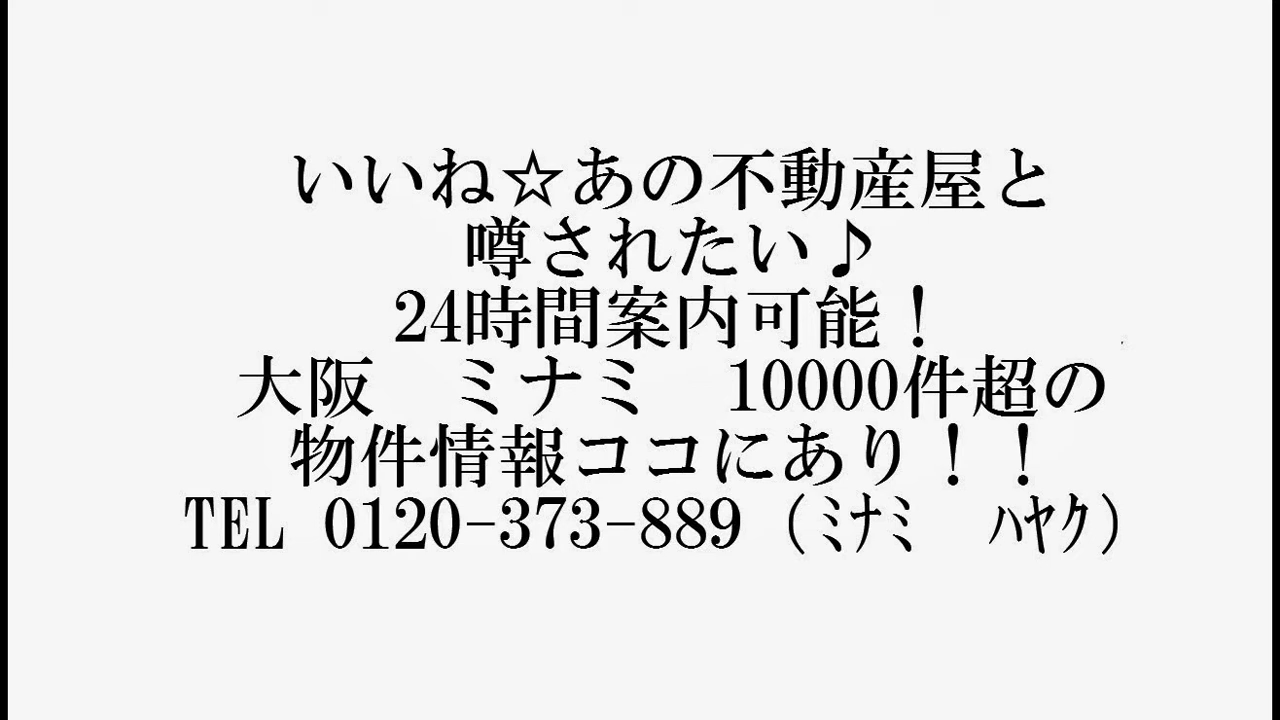 いいね☆あの不動産屋と
噂されたい♪
24時間案内可能！
大阪　ミナミ　10000件超の
物件情報ココにあり！！
TEL 0120-373-889（ﾐﾅﾐ　ﾊﾔｸ）